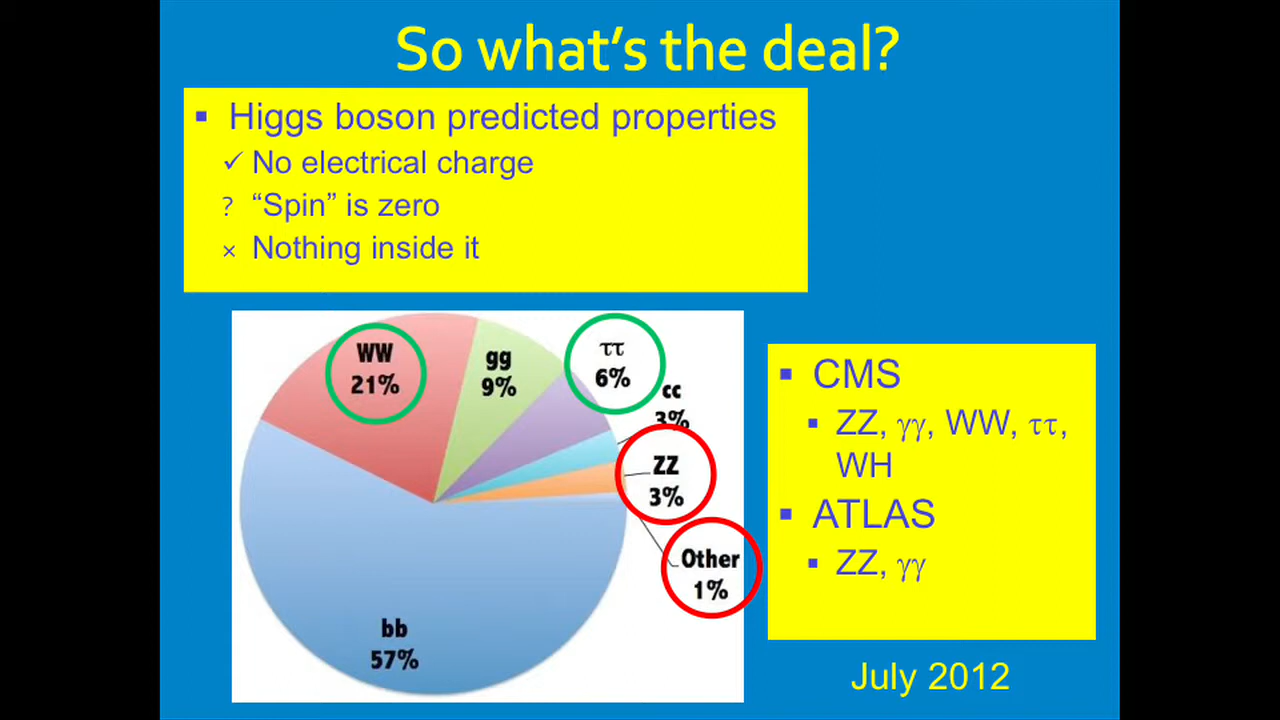 So what's the deal?
▪ Higgs boson predicted properties
✓ No electrical charge
? “Spin” is zero
× Nothing inside it
WW
21%
gg
9%
ττ
6%
cc
3%
ZZ
3%
Other
1%
bb
57%
▪ CMS
▪ ZZ, γγ, WW, ττ,
WH
▪ ATLAS
▪ ZZ, γγ
July 2012